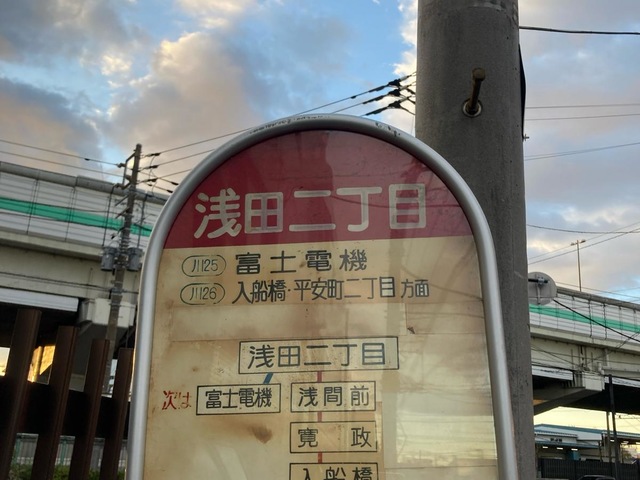 浅田二丁目
川25 富士電機
川26 入船橋・平安町二丁目方面
浅田二丁目
次は 富士電機 浅間前
寛政
入船橋